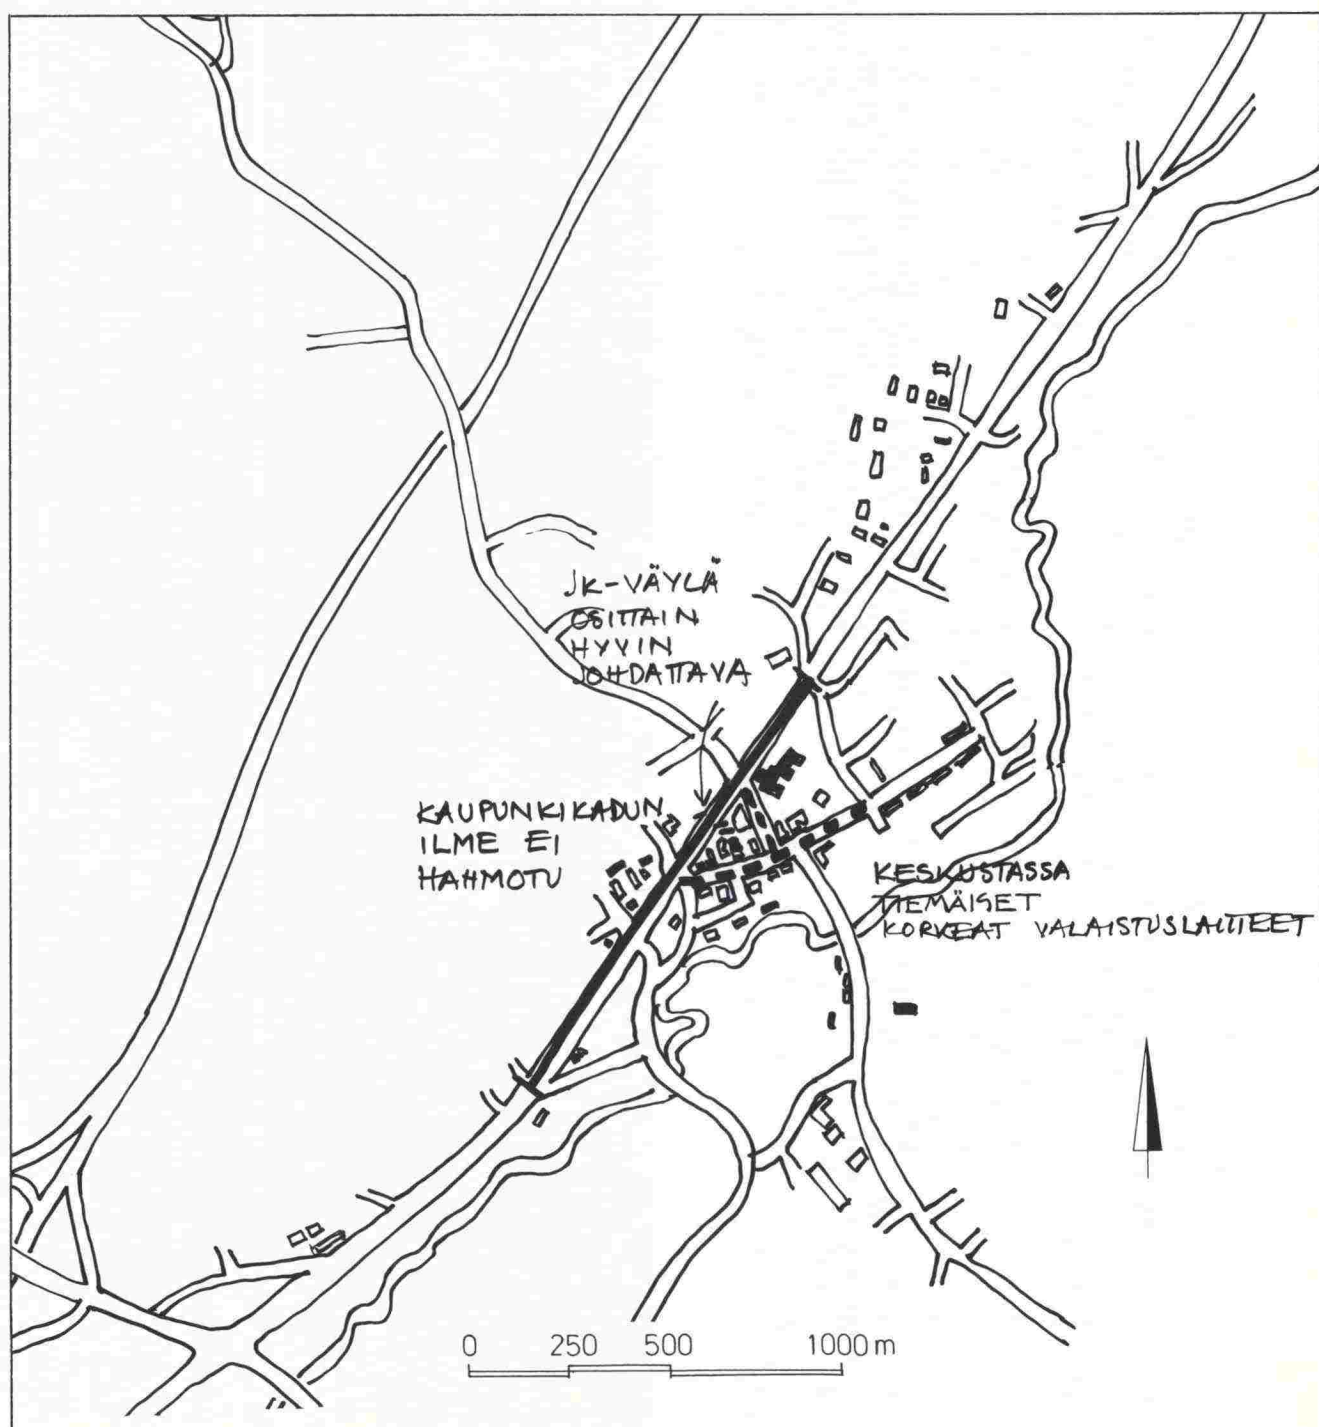 JK-VÄYLÄ
OSITTAIN
HYVIN
JOHDATTAVA
KAUPUNKIKADUN
ILME EI
HAHMOTU
KESKUSTASSA
TIEMÄISET
KORKEAT VALAISTUSLAITTEET
0 250 500 1000 m